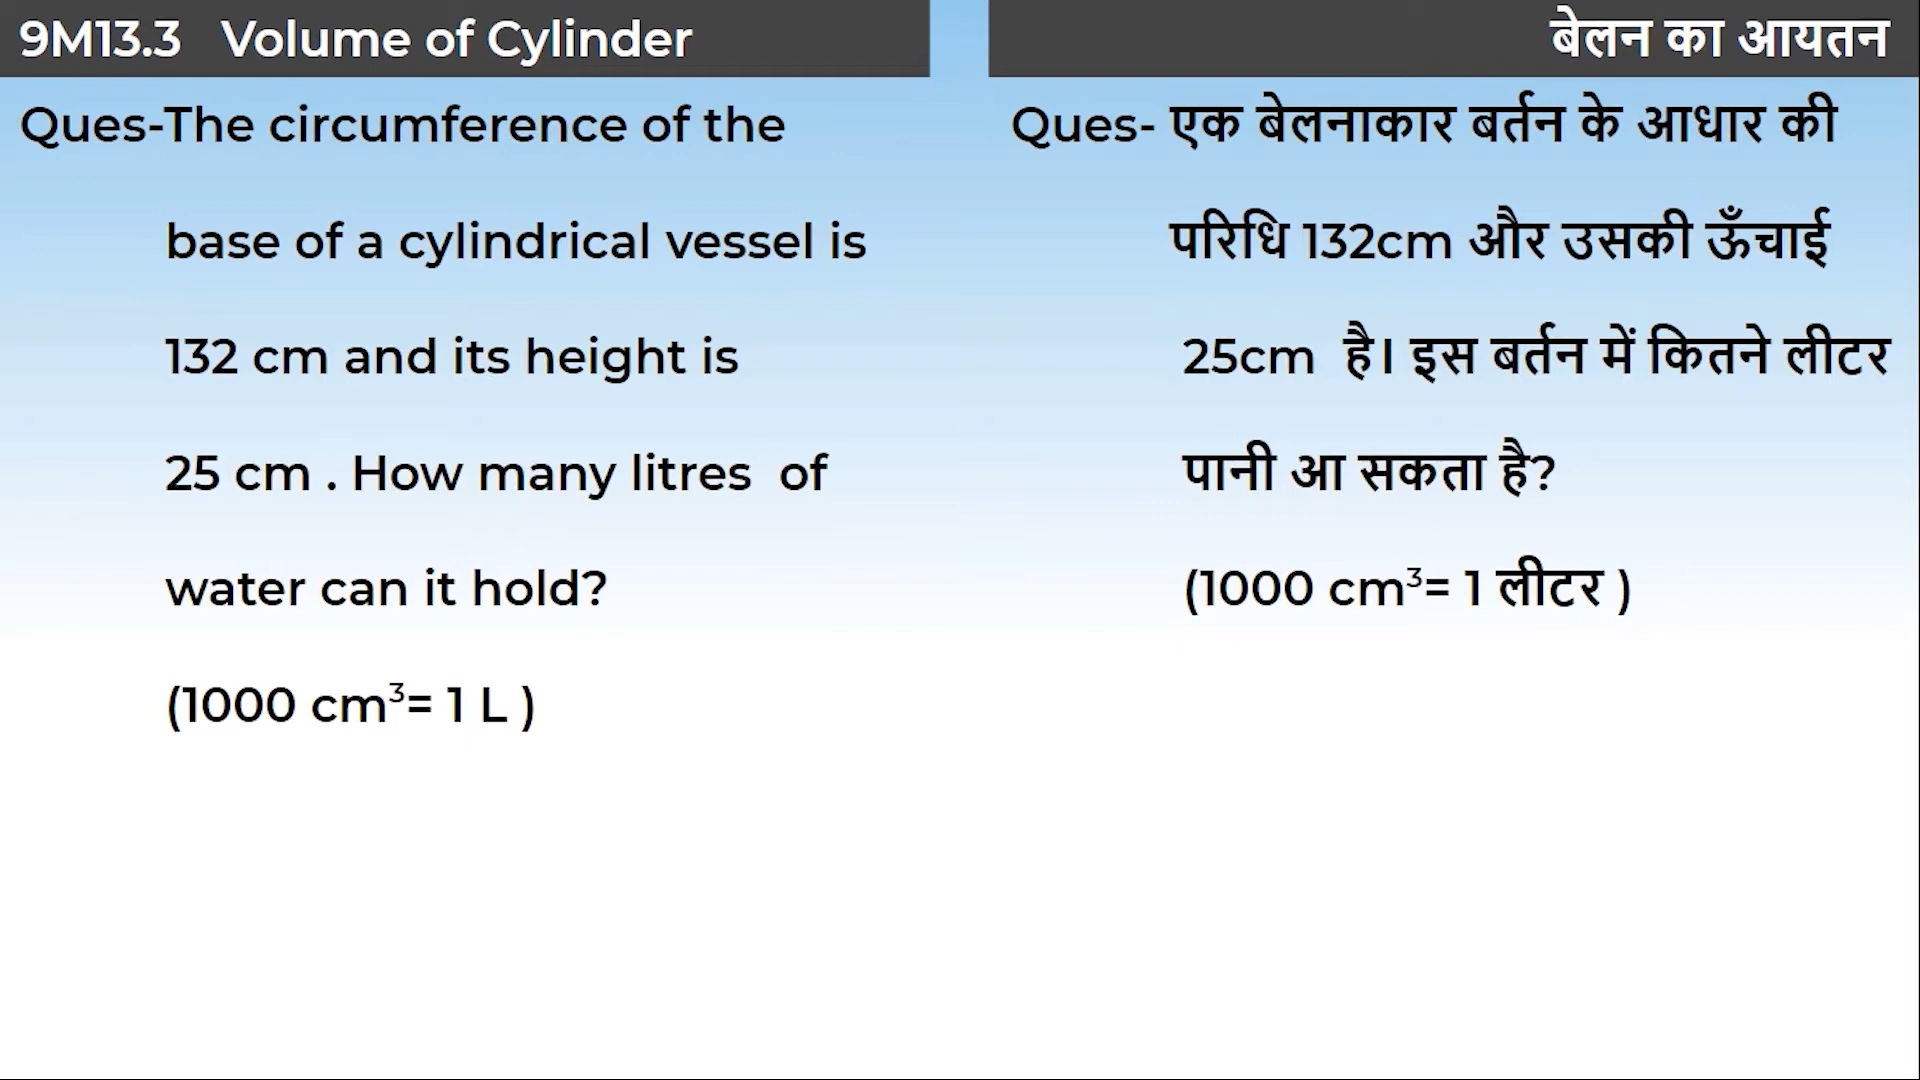 9M13.3 Volume of Cylinder
Ques-The circumference of the
base of a cylindrical vessel is
132 cm and its height is
25 cm . How many litres of
water can it hold?
(1000 cm³= 1 L )
बेलन का आयतन
Ques- एक बेलनाकार बर्तन के आधार की
परिधि 132cm और उसकी ऊँचाई
25cm है। इस बर्तन में कितने लीटर
पानी आ सकता है?
(1000 cm³= 1 लीटर )